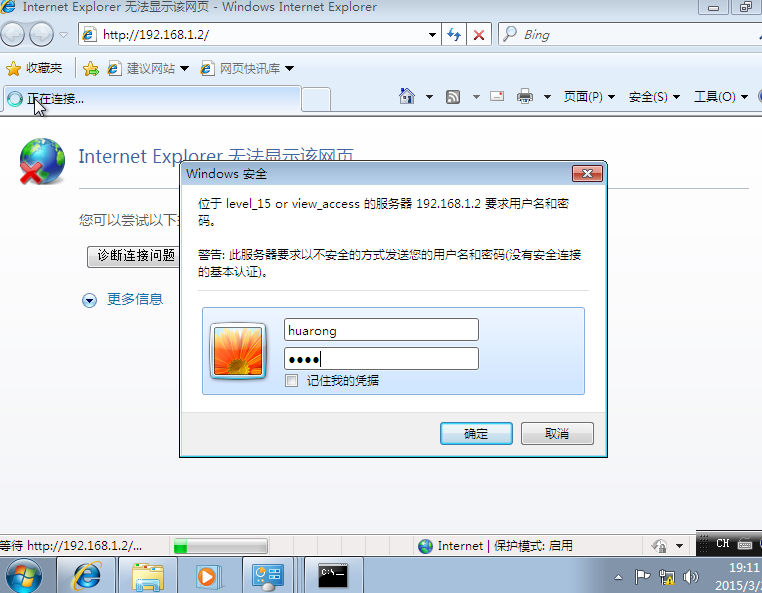 Internet Explorer 无法显示该网页 - Windows Internet Explorer
http://192.168.1.2/
Bing
收藏夹
建议网站
网页快讯库
正在连接...
页面(P)
安全(S)
工具(O)
Internet Explorer 无法显示该网页
您可以尝试以下
诊断连接问题
更多信息
Windows 安全
位于 level_15 or view_access 的服务器 192.168.1.2 要求用户名和密
码。
警告: 此服务器要求以不安全的方式发送您的用户名和密码(没有安全连接
的基本认证)。
huarong
●●●●
记住我的凭据
确定
取消
等待 http://192.168.1.2/...
Internet | 保护模式: 启用
CH
C:\-
19:11
2015/3/